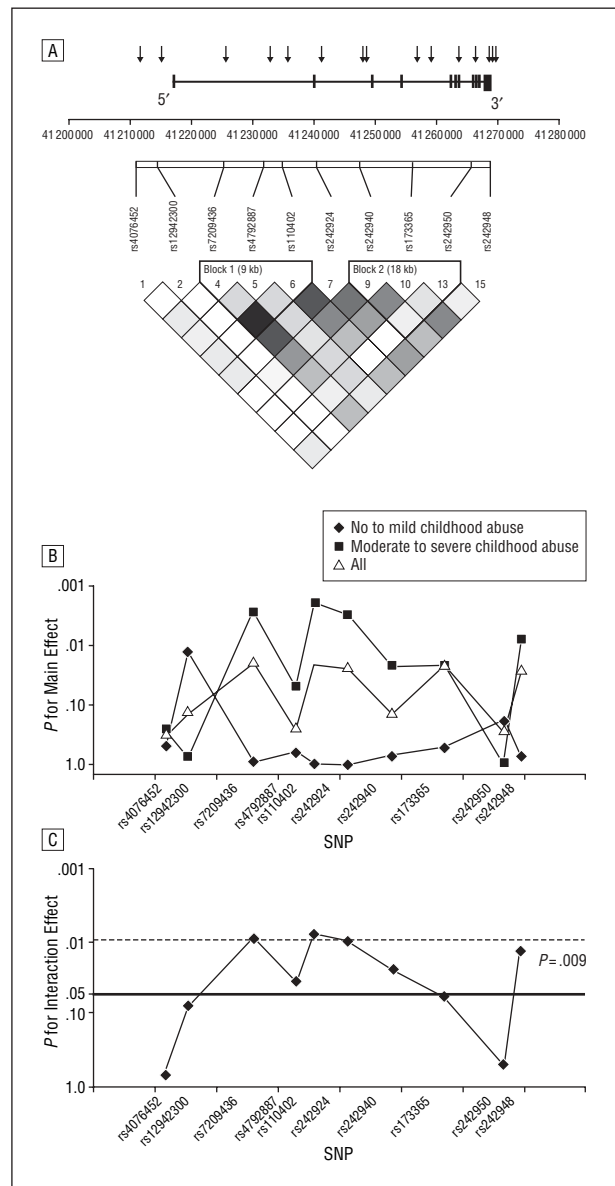 A
5′
3′
41 200 000 41 210 000 41 220 000 41 230 000 41 240 000 41 250 000 41 260 000 41 270 000 41 280 000
rs4076452 rs12942300 rs7209436 rs4792887 rs110402 rs242924 rs242940 rs173365 rs242950 rs242948
Block 1 (9 kb) Block 2 (18 kb)
1 2 4 5 6 7 9 10 13 15
No to mild childhood abuse
Moderate to severe childhood abuse
All
B
P for Main Effect
.001
.01
.10
1.0
rs4076452 rs12942300 rs7209436 rs4792887 rs110402 rs242924 rs242940 rs173365 rs242950 rs242948
SNP
C
P for Interaction Effect
.001
.01
P = .009
.05
.10
1.0
rs4076452 rs12942300 rs7209436 rs4792887 rs110402 rs242924 rs242940 rs173365 rs242950 rs242948
SNP